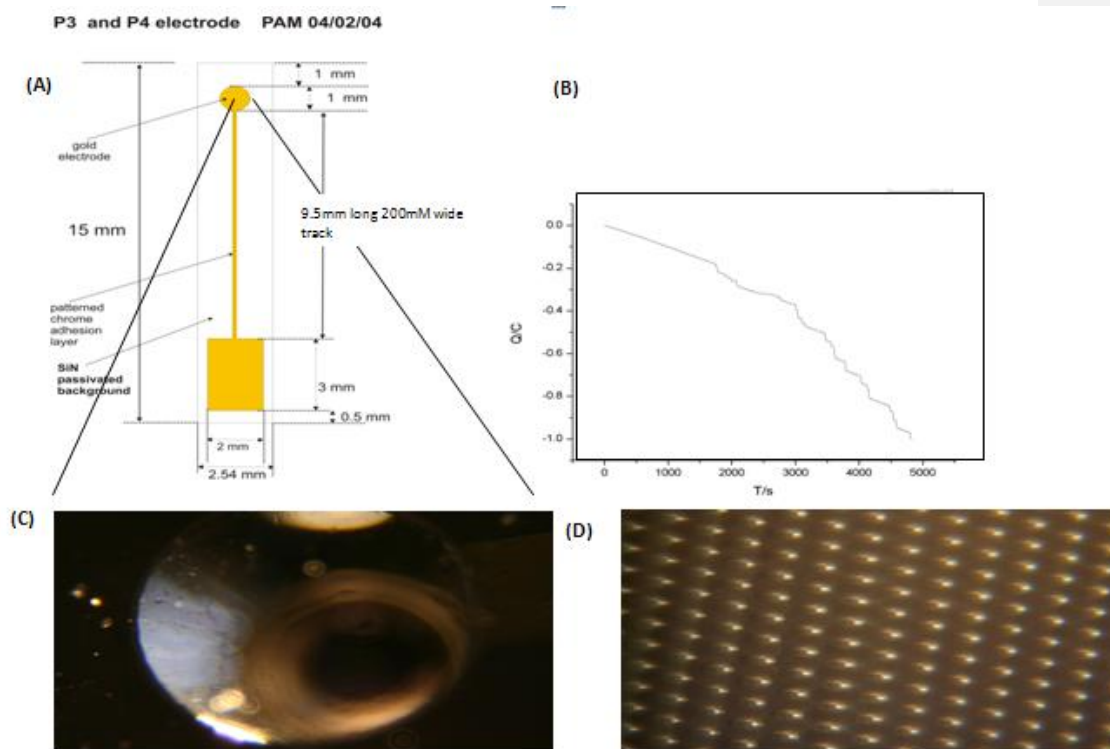 P3 and P4 electrode PAM 04/02/04
(A)
1 mm
1 mm
gold
electrode
9.5mm long 200mM wide
track
15 mm
patterned
chrome
adhesion
layer
SiN
passivated
background
3 mm
0.5 mm
2 mm
2.54 mm
(B)
0.0
-0.2
-0.4
-0.6
-0.8
-1.0
Q/C
0 1000 2000 3000 4000 5000
T/s
(C)
(D)